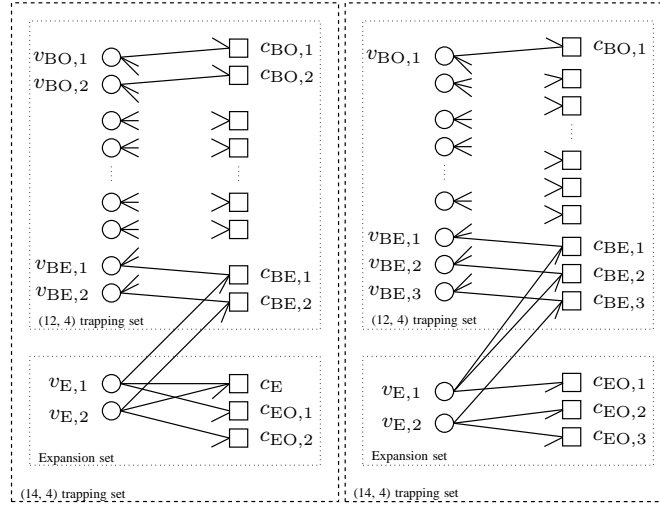 v_BO,1
c_BO,1
v_BO,2
c_BO,2
v_BE,1
c_BE,1
v_BE,2
c_BE,2
(12, 4) trapping set
v_E,1
c_E
v_E,2
c_EO,1
c_EO,2
Expansion set
(14, 4) trapping set
v_BO,1
c_BO,1
v_BE,1
c_BE,1
v_BE,2
c_BE,2
v_BE,3
c_BE,3
(12, 4) trapping set
v_E,1
c_EO,1
v_E,2
c_EO,2
c_EO,3
Expansion set
(14, 4) trapping set